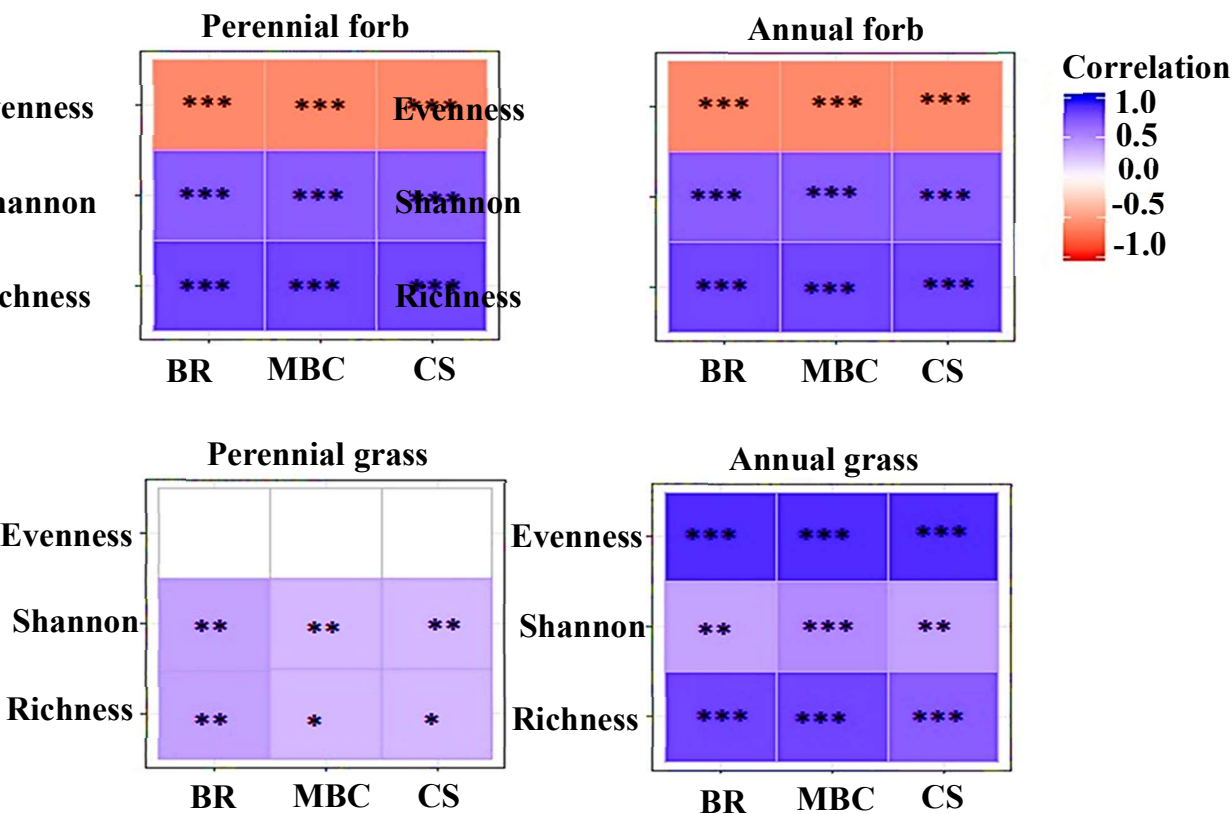 Perennial forb
Annual forb
Correlation
1.0
0.5
0.0
-0.5
-1.0
venness
*** *** ***
Evenness
*** *** ***
hannon
*** *** ***
Shannon
*** *** ***
chness
*** *** ***
Richness
*** *** ***
BR MBC CS
BR MBC CS
Perennial grass
Annual grass
Evenness
Shannon
** ** **
Richness
** * *
BR MBC CS
Evenness
*** *** ***
Shannon
** *** **
Richness
*** *** ***
BR MBC CS